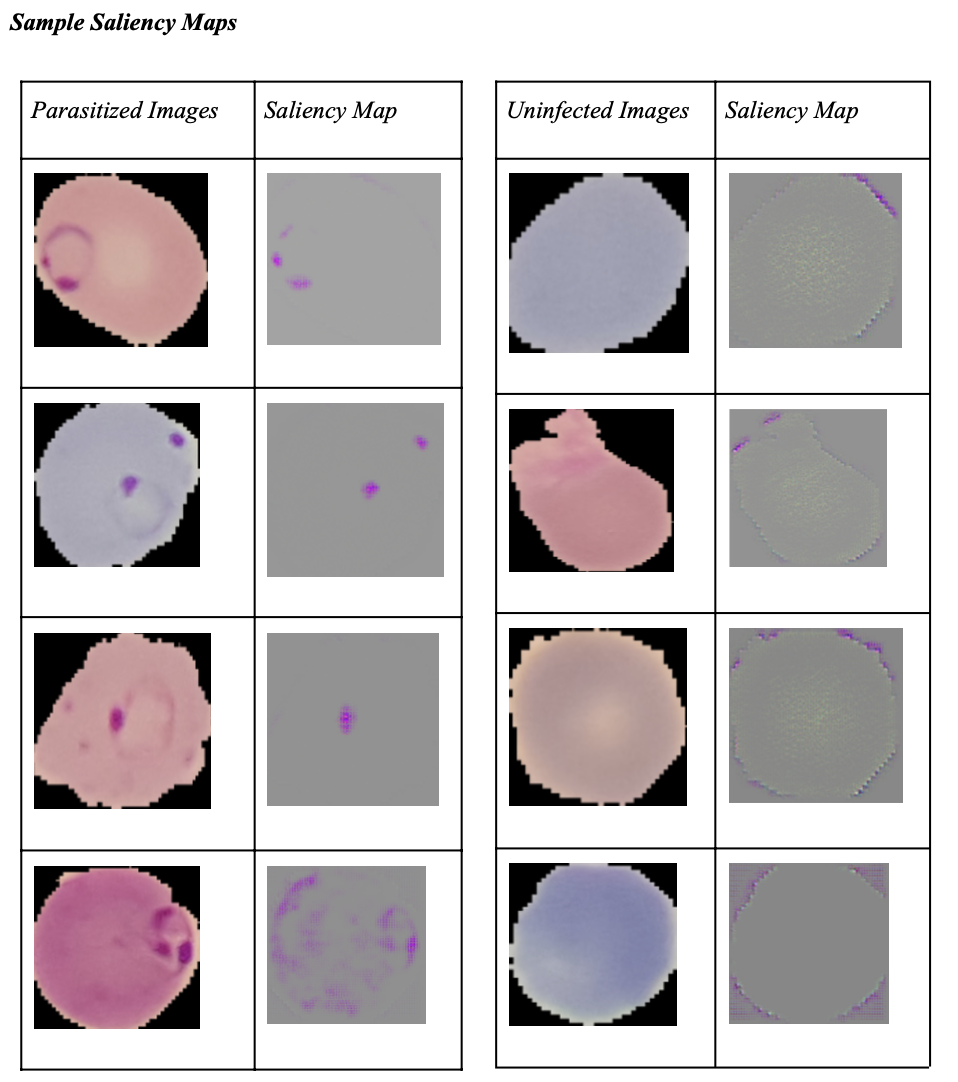 Sample Saliency Maps
Parasitized Images
Saliency Map
Uninfected Images
Saliency Map